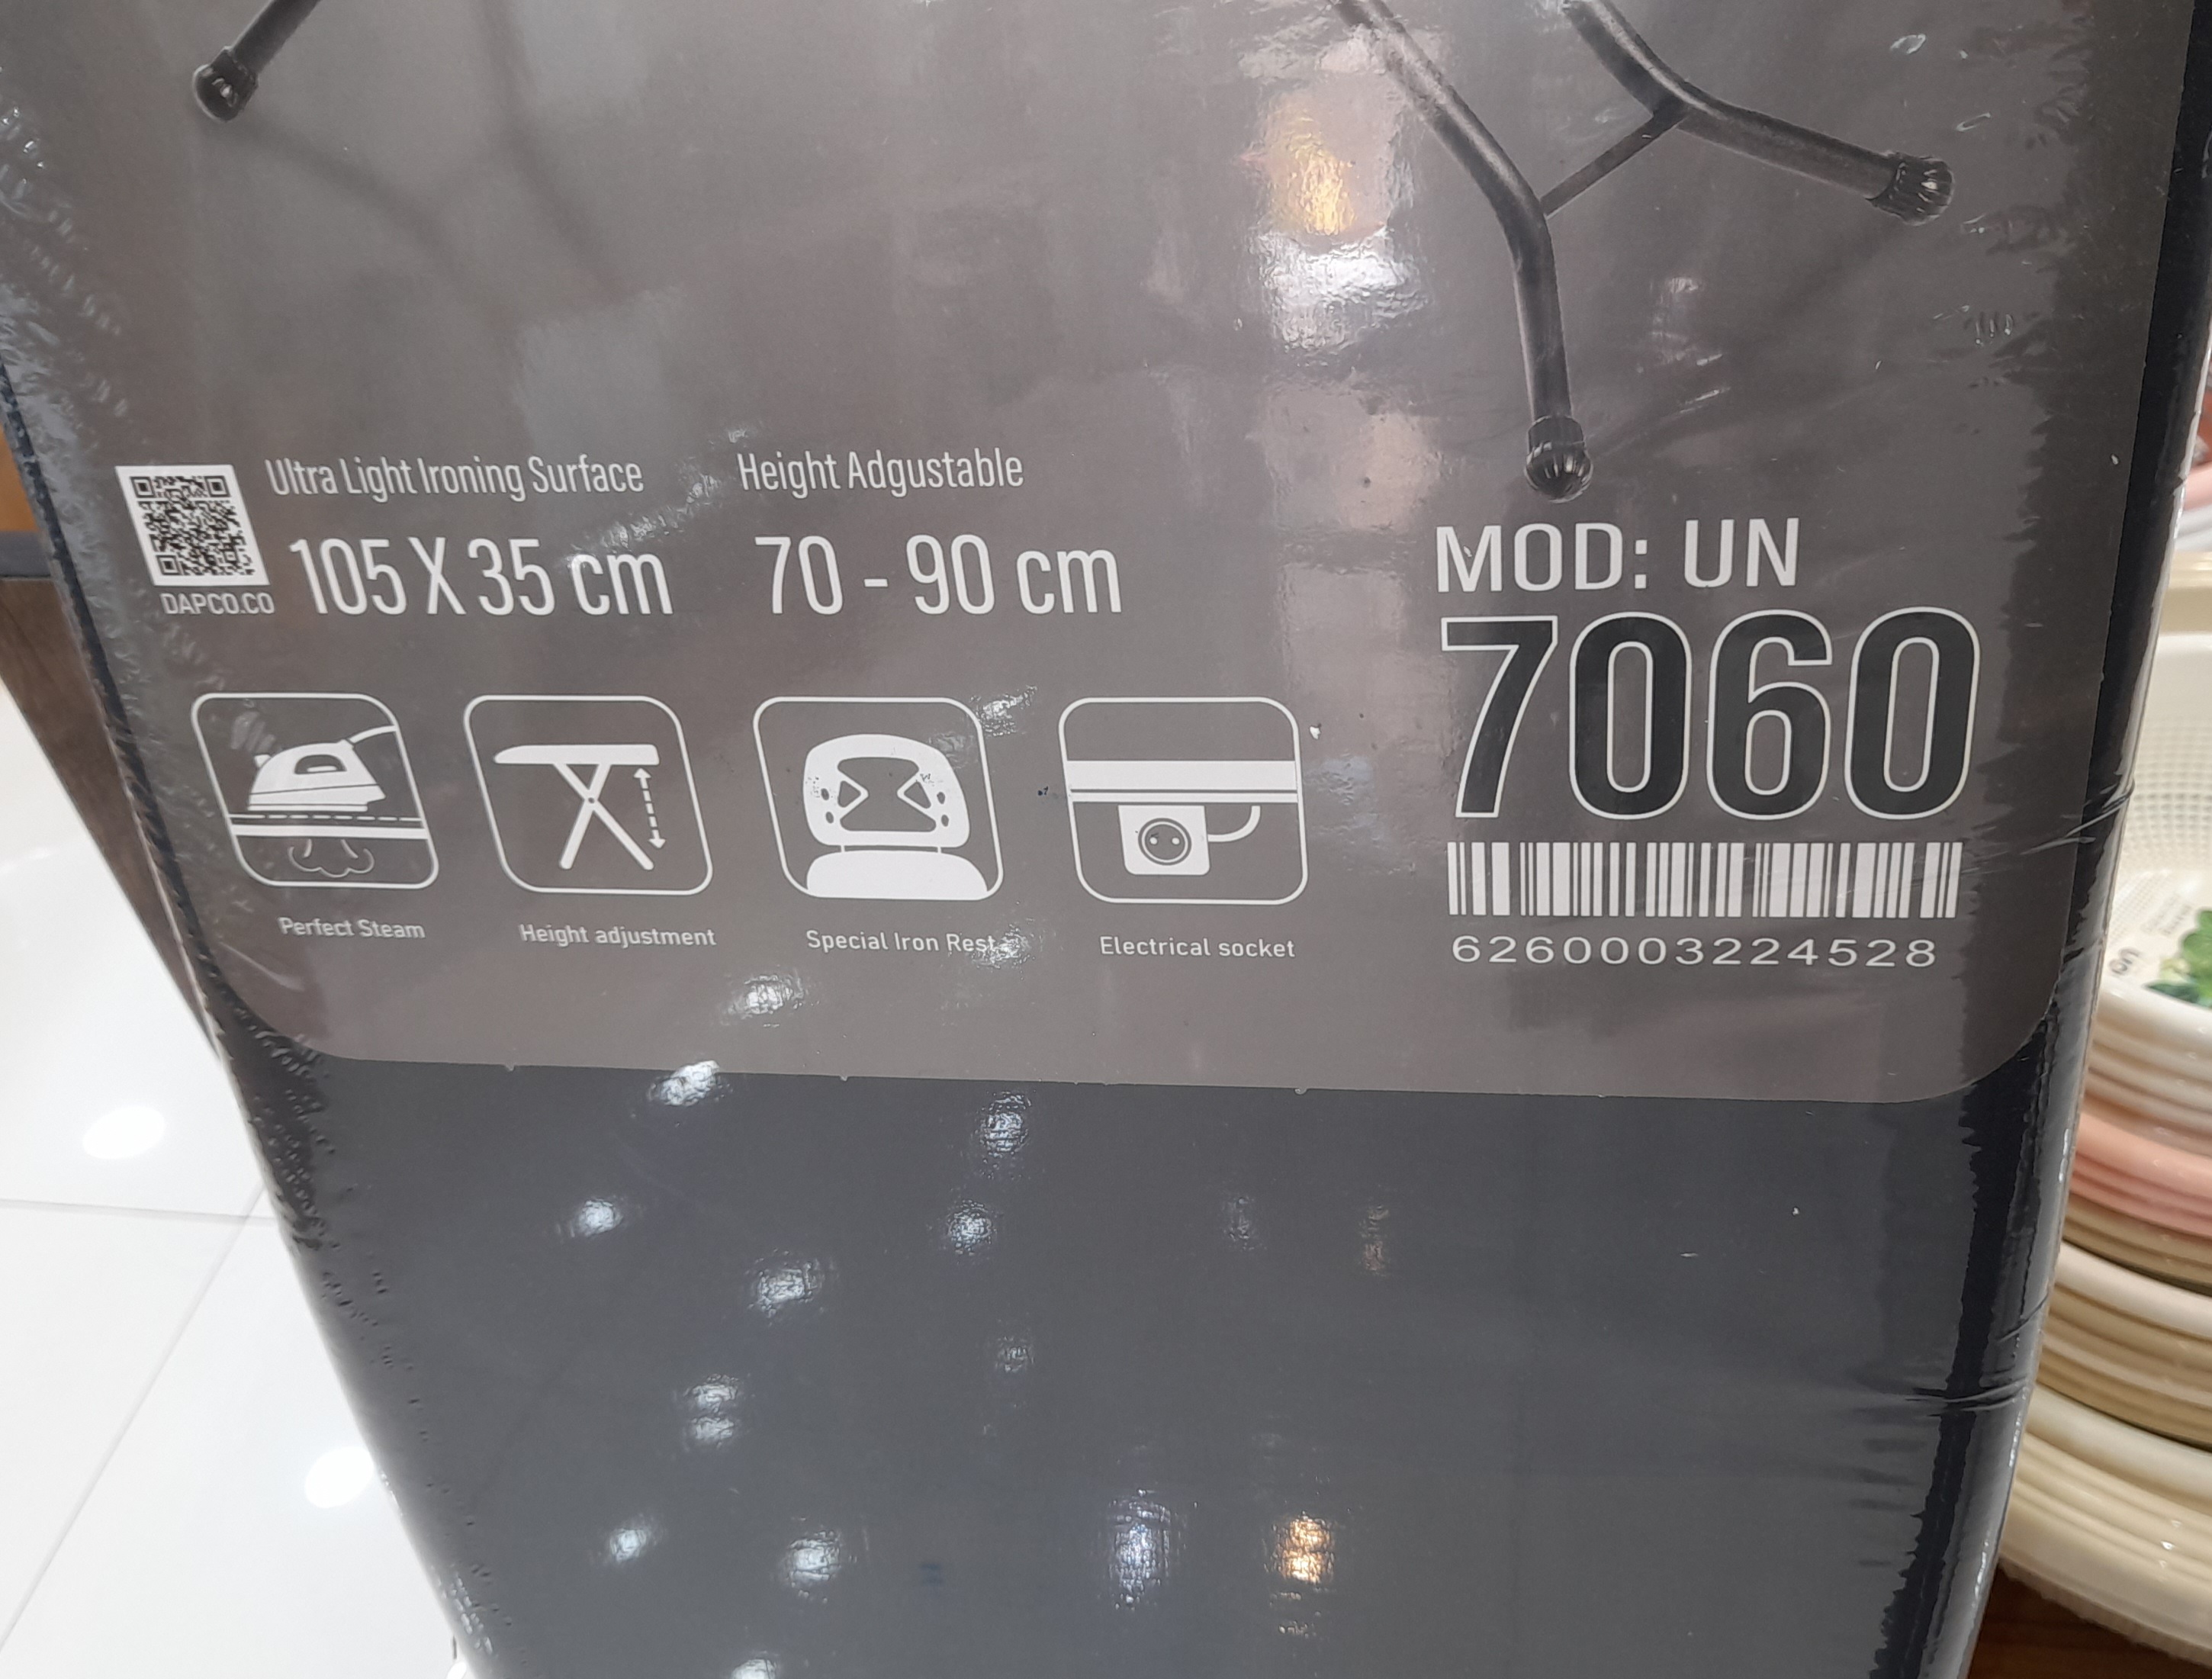 Ultra Light Ironing Surface
105 X 35 cm
DAPCO.CO
Height Adgustable
70 - 90 cm
MOD: UN
7060
6260003224528
Perfect Steam
Height adjustment
Special Iron Rest
Electrical socket